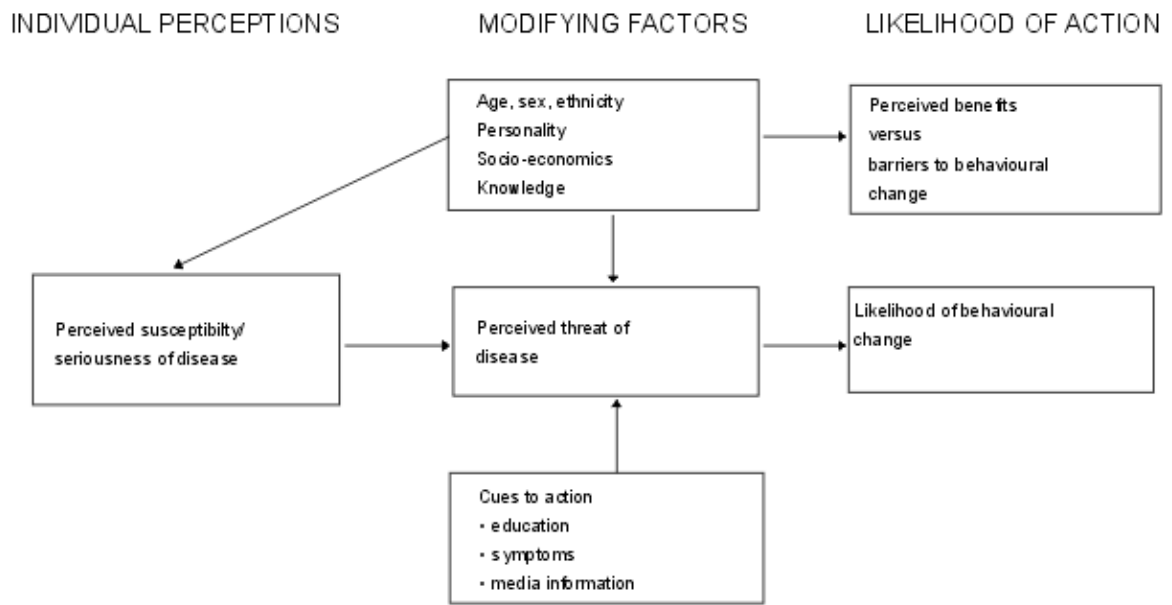 INDIVIDUAL PERCEPTIONS
MODIFYING FACTORS
LIKELIHOOD OF ACTION
Age, sex, ethnicity
Personality
Socio-economics
Knowledge
Perceived benefits
versus
barriers to behavioural
change
Perceived susceptibilty/
seriousness of disease
Perceived threat of
disease
Likelihood of behavioural
change
Cues to action
• education
• symptoms
• media information